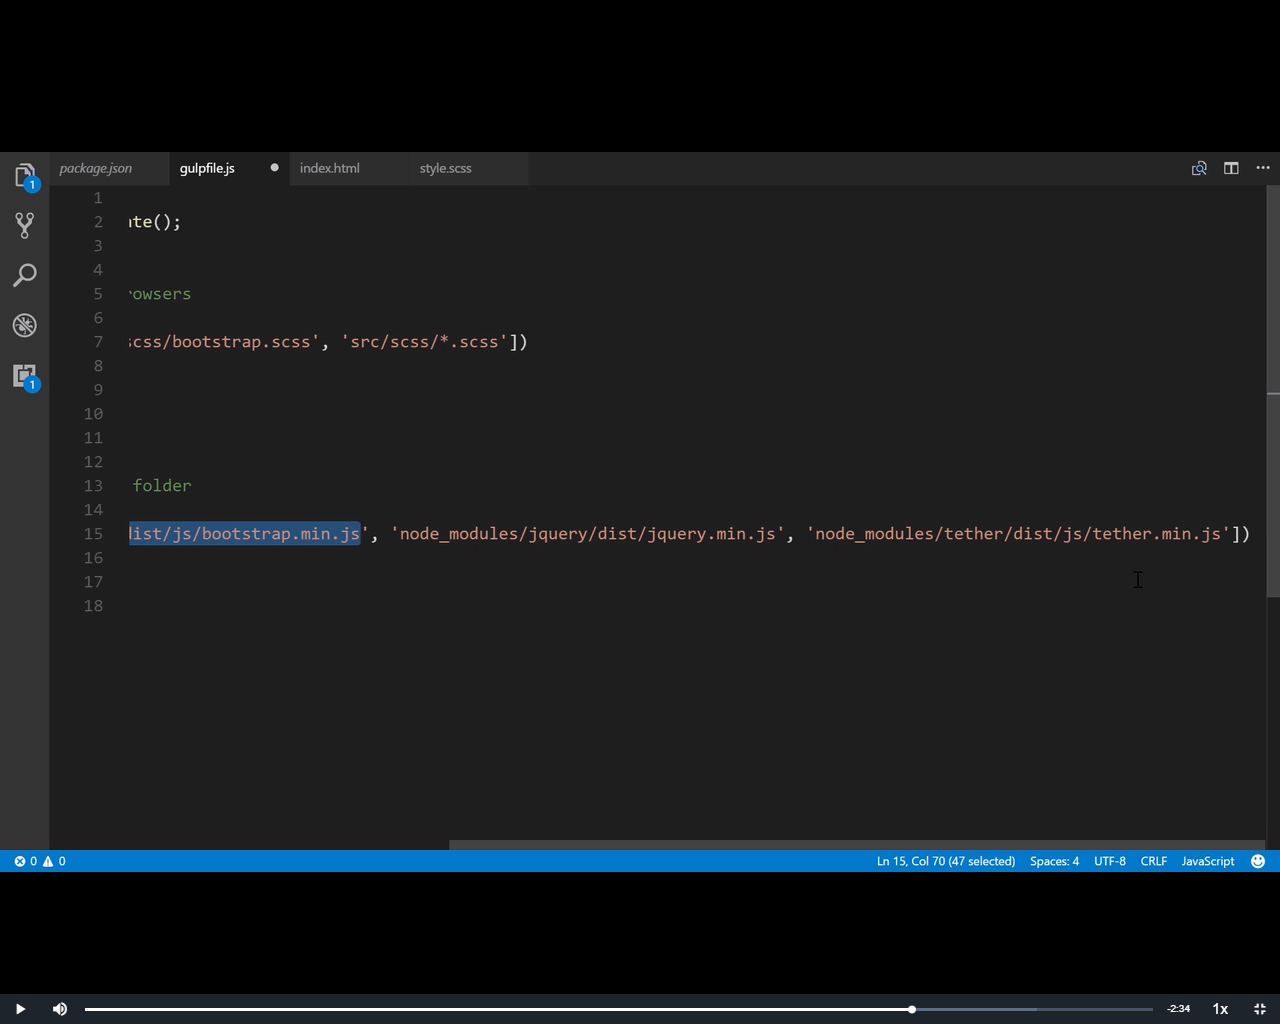 package.json gulpfile.js index.html style.scss
1
1
2 ate();
3
4
5 rowsers
6
7 scss/bootstrap.scss', 'src/scss/*.scss'])
8
9
10
11
12
13 folder
14
15 dist/js/bootstrap.min.js', 'node_modules/jquery/dist/jquery.min.js', 'node_modules/tether/dist/js/tether.min.js'])
16
17
18
1
0 0 Ln 15, Col 70 (47 selected) Spaces: 4 UTF-8 CRLF JavaScript
-2:34 1x